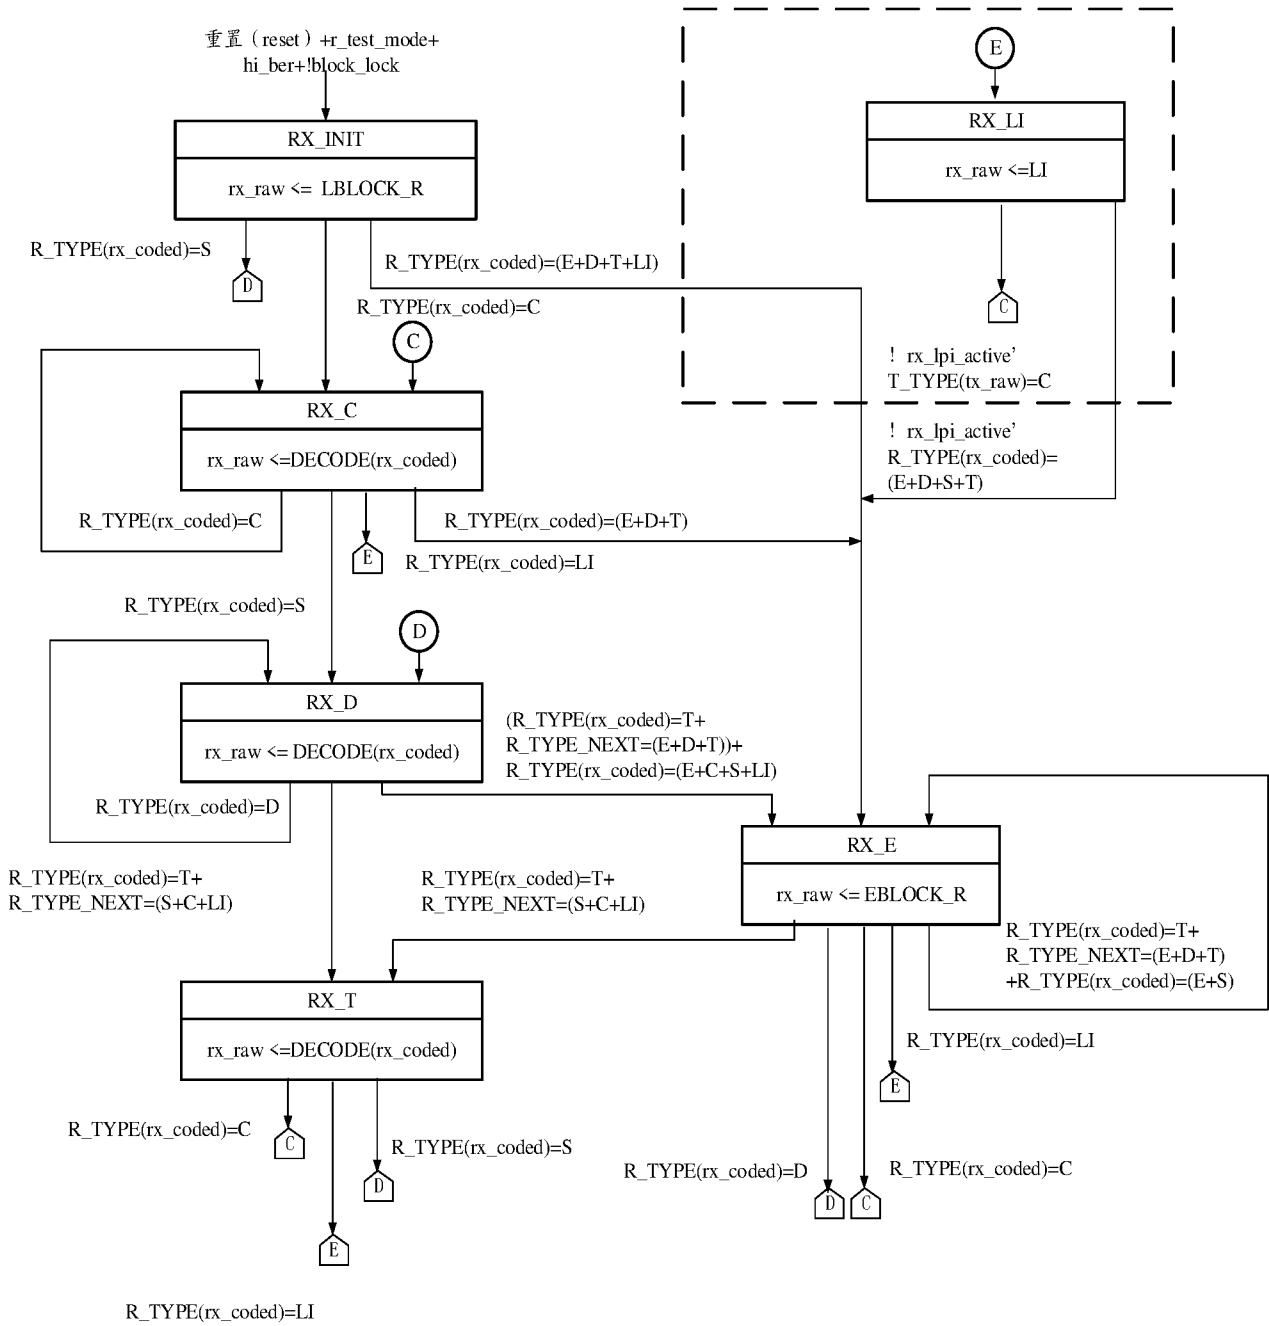 重置（reset）+r_test_mode+
hi_ber+!block_lock
RX_INIT
rx_raw <= LBLOCK_R
R_TYPE(rx_coded)=S
D
R_TYPE(rx_coded)=(E+D+T+LI)
R_TYPE(rx_coded)=C
E
RX_LI
rx_raw <=LI
C
! rx_lpi_active'
T_TYPE(tx_raw)=C
! rx_lpi_active'
R_TYPE(rx_coded)=
(E+D+S+T)
C
RX_C
rx_raw <=DECODE(rx_coded)
R_TYPE(rx_coded)=C
E
R_TYPE(rx_coded)=(E+D+T)
R_TYPE(rx_coded)=LI
R_TYPE(rx_coded)=S
D
RX_D
rx_raw <= DECODE(rx_coded)
R_TYPE(rx_coded)=D
(R_TYPE(rx_coded)=T+
R_TYPE_NEXT=(E+D+T))+
R_TYPE(rx_coded)=(E+C+S+LI)
RX_E
rx_raw <= EBLOCK_R
R_TYPE(rx_coded)=T+
R_TYPE_NEXT=(S+C+LI)
R_TYPE(rx_coded)=T+
R_TYPE_NEXT=(S+C+LI)
R_TYPE(rx_coded)=T+
R_TYPE_NEXT=(E+D+T)
+R_TYPE(rx_coded)=(E+S)
RX_T
rx_raw <=DECODE(rx_coded)
R_TYPE(rx_coded)=LI
E
R_TYPE(rx_coded)=C
C
R_TYPE(rx_coded)=S
D
R_TYPE(rx_coded)=D
D
C
R_TYPE(rx_coded)=C
E
R_TYPE(rx_coded)=LI